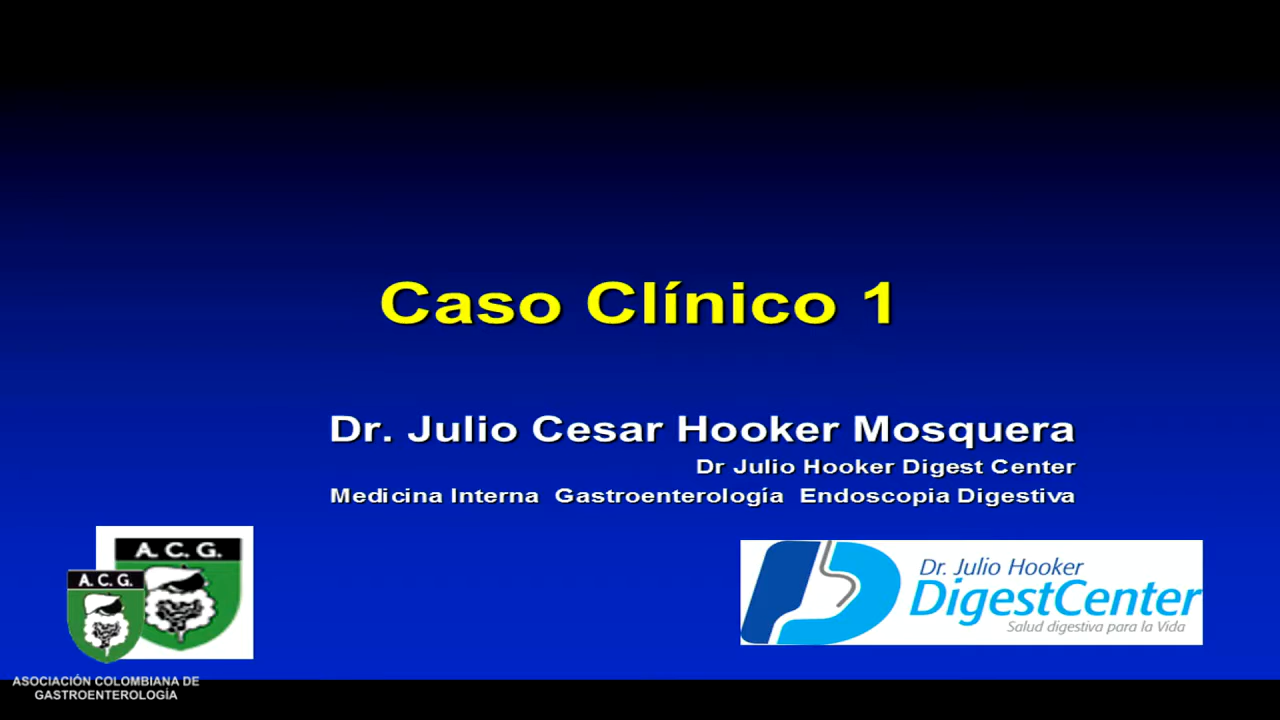 Caso Clínico 1
Dr. Julio Cesar Hooker Mosquera
Dr Julio Hooker Digest Center
Medicina Interna Gastroenterología Endoscopia Digestiva
A. C. G.
A. C. G.
ASOCIACIÓN COLOMBIANA DE
GASTROENTEROLOGÍA
Dr. Julio Hooker
DigestCenter
Salud digestiva para la Vida